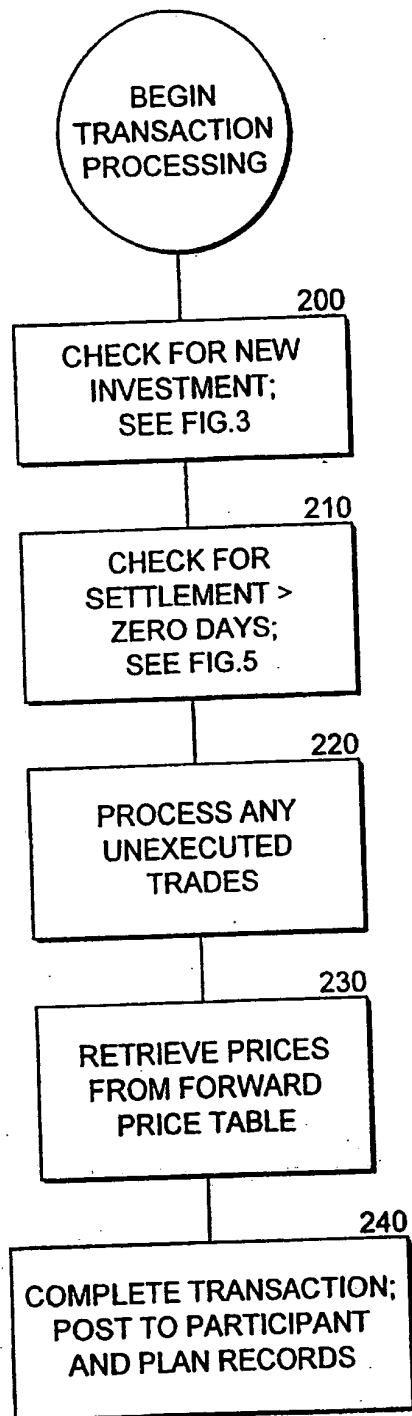 BEGIN
TRANSACTION
PROCESSING
200
CHECK FOR NEW
INVESTMENT;
SEE FIG.3
210
CHECK FOR
SETTLEMENT >
ZERO DAYS;
SEE FIG.5
220
PROCESS ANY
UNEXECUTED
TRADES
230
RETRIEVE PRICES
FROM FORWARD
PRICE TABLE
240
COMPLETE TRANSACTION;
POST TO PARTICIPANT
AND PLAN RECORDS